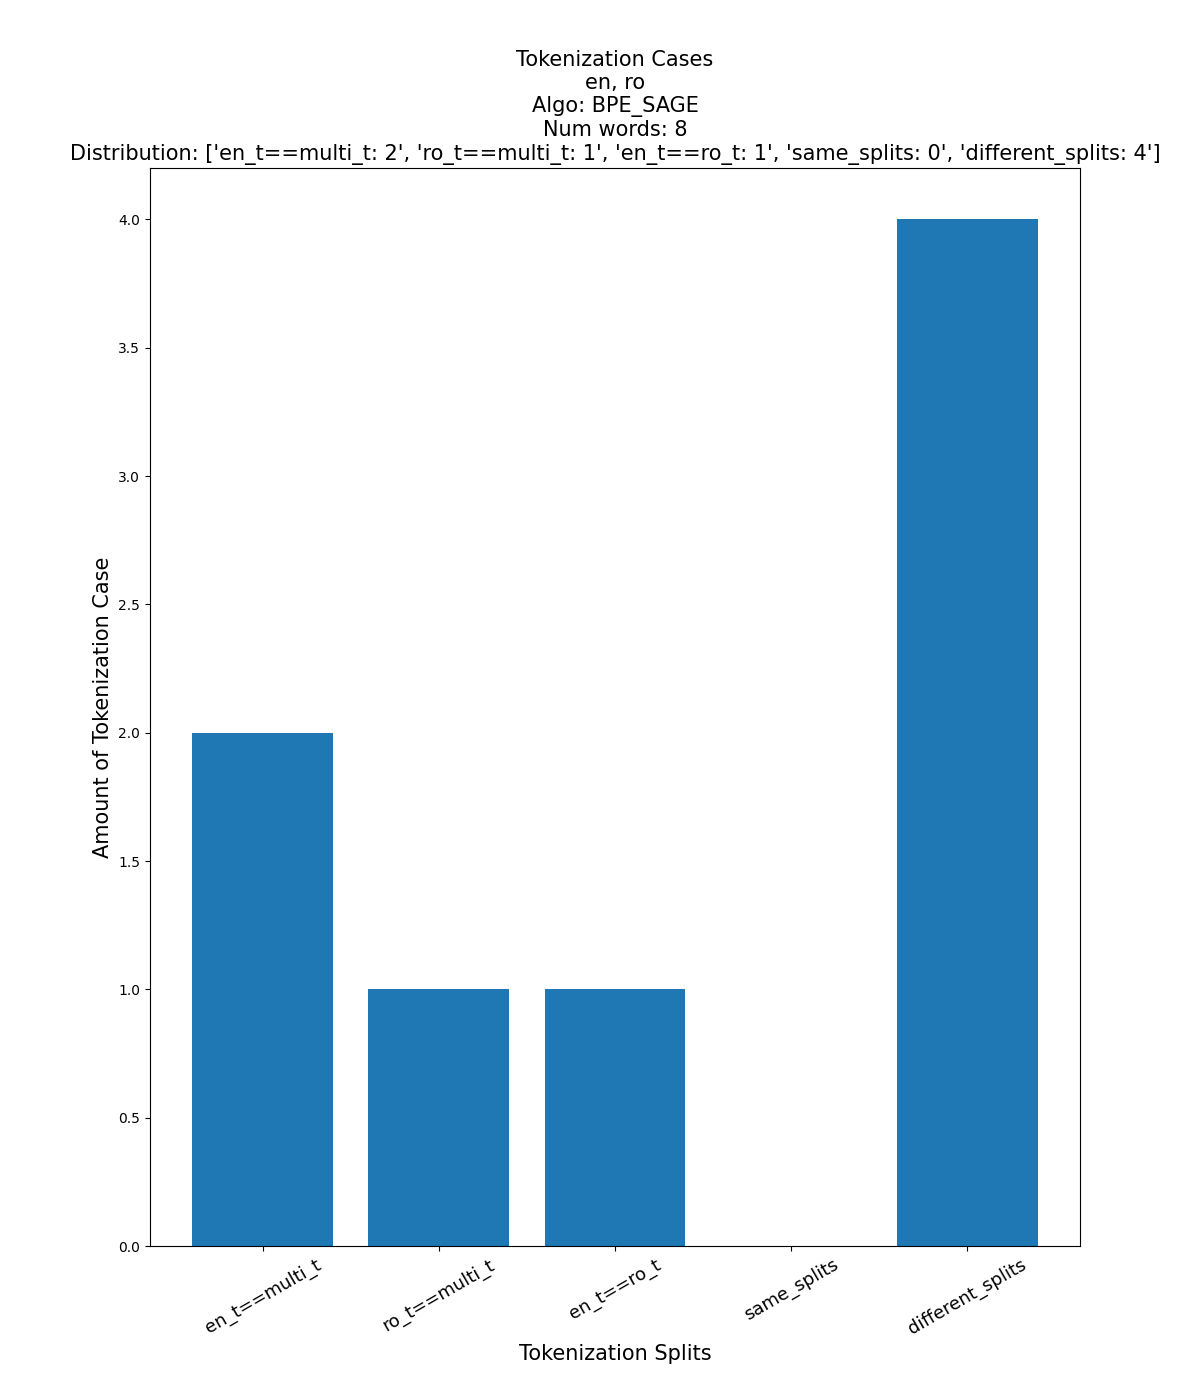 Tokenization Cases
en, ro
Algo: BPE_SAGE
Num words: 8
Distribution: ['en_t==multi_t: 2', 'ro_t==multi_t: 1', 'en_t==ro_t: 1', 'same_splits: 0', 'different_splits: 4']
4.0
3.5
3.0
2.5
2.0
1.5
1.0
0.5
0.0
Amount of Tokenization Case
en_t==multi_t
ro_t==multi_t
en_t==ro_t
same_splits
different_splits
Tokenization Splits